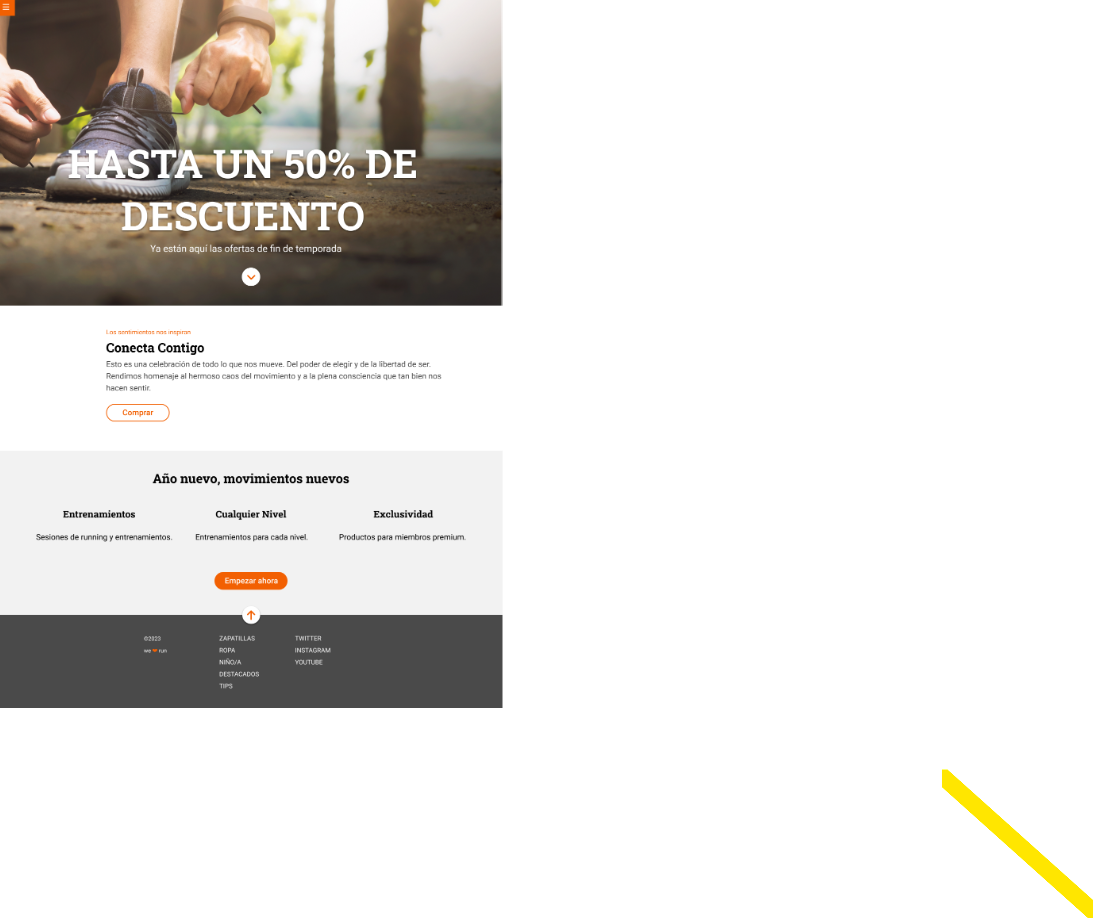 HASTA UN 50% DE
DESCUENTO
Ya están aquí las ofertas de fin de temporada
Los sentimientos nos inspiran
Conecta Contigo
Esto es una celebración de todo lo que nos mueve. Del poder de elegir y de la libertad de ser.
Rendimos homenaje al hermoso caos del movimiento y a la plena consciencia que tan bien nos
hacen sentir.
Comprar
Año nuevo, movimientos nuevos
Entrenamientos
Sesiones de running y entrenamientos.
Cualquier Nivel
Entrenamientos para cada nivel.
Exclusividad
Productos para miembros premium.
Empezar ahora
©2023
we ❤ run
ZAPATILLAS
ROPA
NIÑO/A
DESTACADOS
TIPS
TWITTER
INSTAGRAM
YOUTUBE